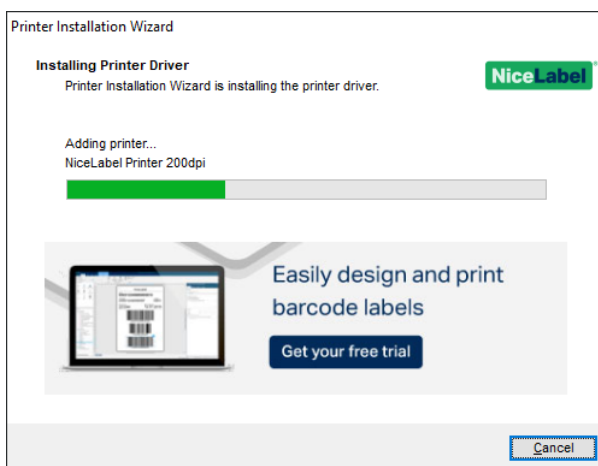 Printer Installation Wizard
Installing Printer Driver
Printer Installation Wizard is installing the printer driver.
NiceLabel
Adding printer...
NiceLabel Printer 200dpi
Easily design and print
barcode labels
Get your free trial
Cancel